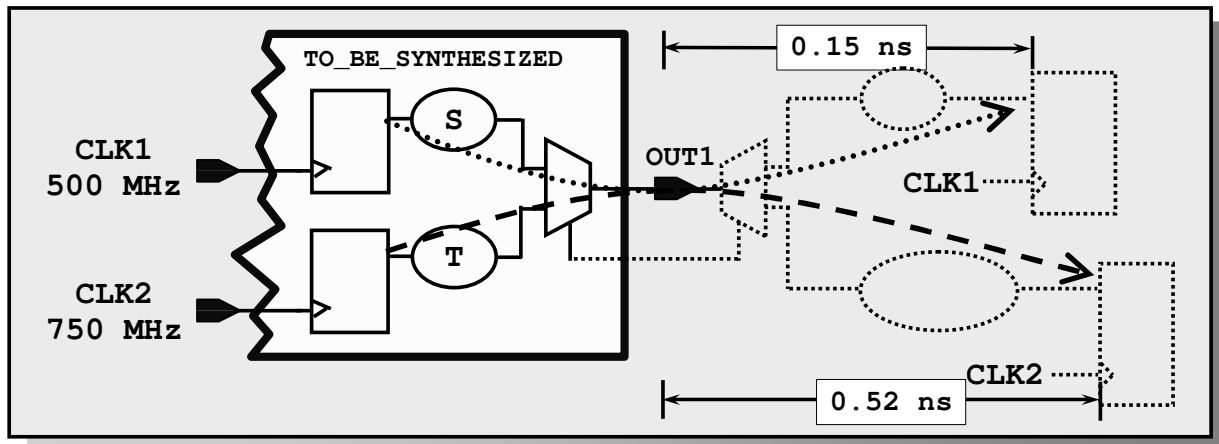 0.15 ns
TO_BE_SYNTHESIZED
S
CLK1
500 MHz
OUT1
CLK1
T
CLK2
750 MHz
CLK2
0.52 ns